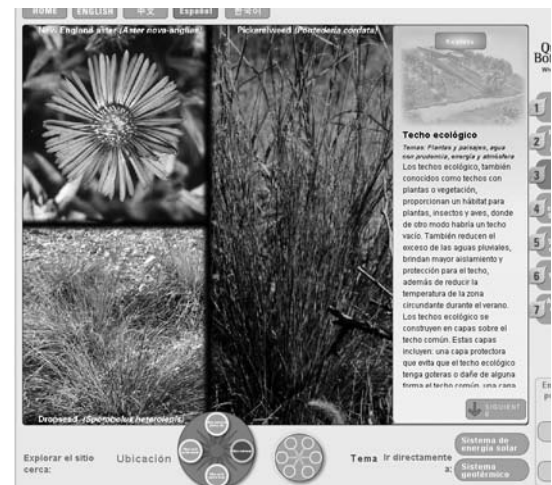 HOME ENGLISH 中文 Español 한국어
New England aster (Aster nova-angliae)
Pickerelweed (Pontederia cordata)
Dropseed (Sporobolus heterolepis)
Techo ecológico
Temas: Plantas y paisajes, agua
con prudencia, energía y atmósfera
Los techos ecológico, también
conocidos como techos con
plantas o vegetación,
proporcionan un hábitat para
plantas, insectos y aves, donde
de otro modo habría un techo
vacío. También reducen el
exceso de las aguas pluviales,
brindan mayor aislamiento y
protección para el techo,
además de reducir la
temperatura de la zona
circundante durante el verano.
Los techos ecológico se
construyen en capas sobre el
techo común. Estas capas
incluyen: una capa protectora
que evita que el techo ecológico
tenga goteras o dañe de alguna
forma el techo común, una capa
SIGUIENT
E
1
2
3
4
5
6
7
Explorar el sitio
cerca:
Ubicación
Tema
Ir directamente
a:
Sistema de
energía solar
Sistema
geotérmico